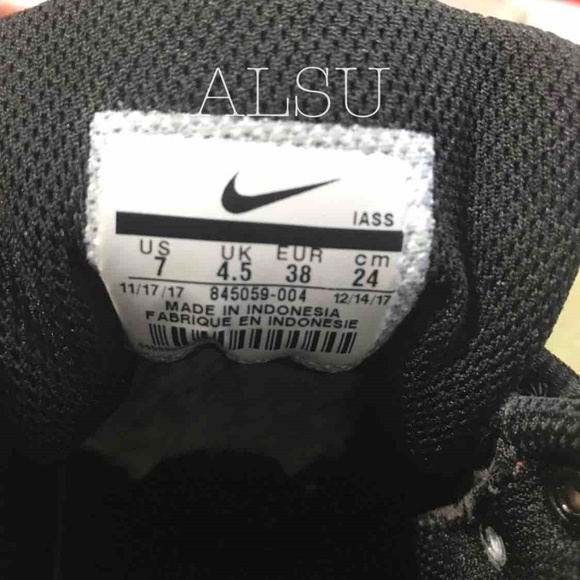 ALSU
IASS
US UK EUR cm
7 4.5 38 24
11/17/17 845059-004 12/14/17
MADE IN INDONESIA
FABRIQUE EN INDONESIE